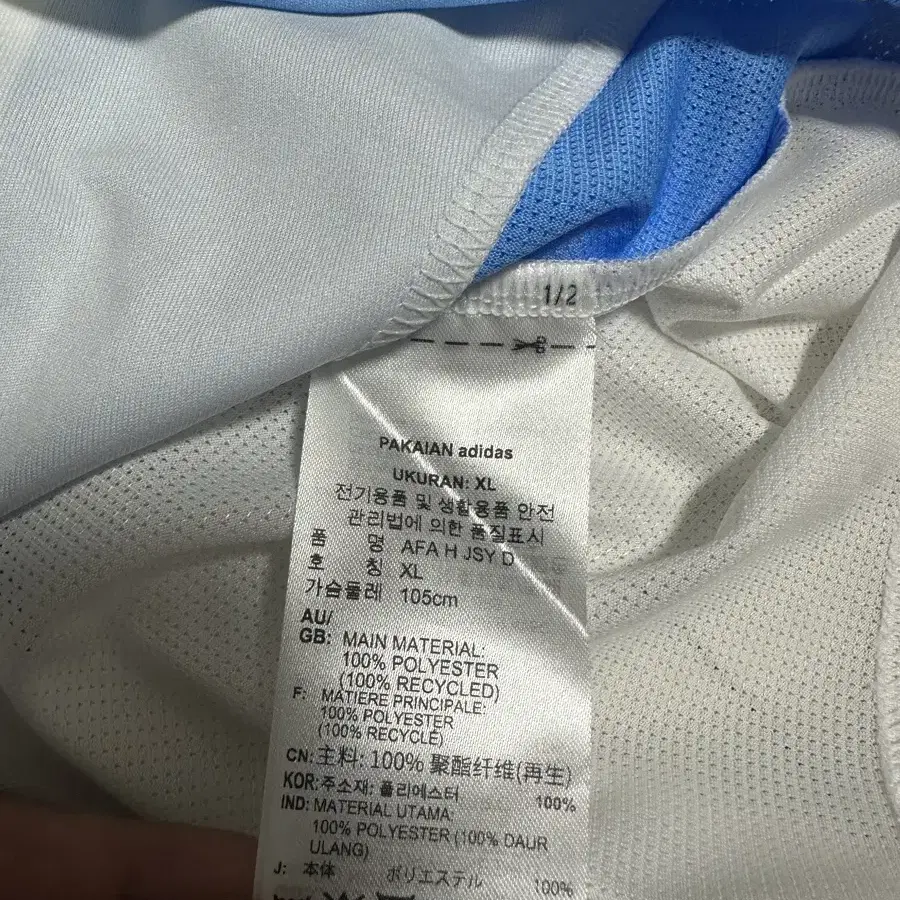 1/2
PAKAIAN adidas
UKURAN: XL
전기용품 및 생활용품 안전
관리법에 의한 품질표시
품 명 AFA H JSY D
호 칭 XL
가슴둘레 105cm
AU/
GB: MAIN MATERIAL:
100% POLYESTER
(100% RECYCLED)
F: MATIERE PRINCIPALE:
100% POLYESTER
(100% RECYCLÉ)
CN: 主料: 100% 聚酯纤维(再生)
KOR: 주소재: 폴리에스터 100%
IND: MATERIAL UTAMA:
100% POLYESTER (100% DAUR
ULANG)
J: 本体 ポリエステル 100%